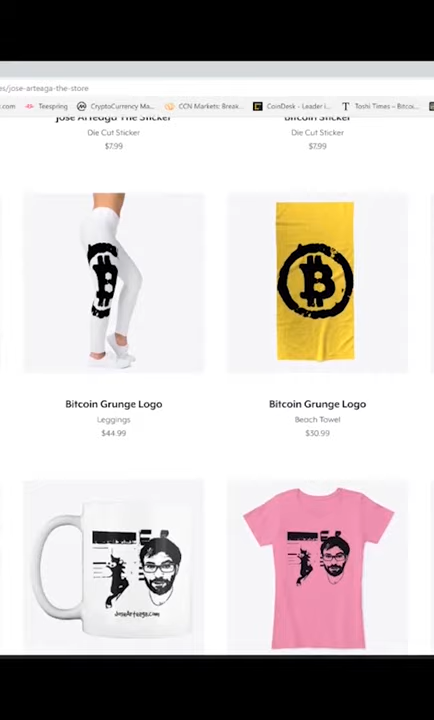 es/jose-arteaga-the-store
.com Teespring CryptoCurrency Ma... CCN Markets: Break... CoinDesk - Leader i... Toshi Times – Bitcoi...
Jose Arteaga The Sticker Bitcoin Sticker
Die Cut Sticker Die Cut Sticker
$7.99 $7.99
B B
Bitcoin Grunge Logo Bitcoin Grunge Logo
Leggings Beach Towel
$44.99 $30.99
JoseArteaga.com